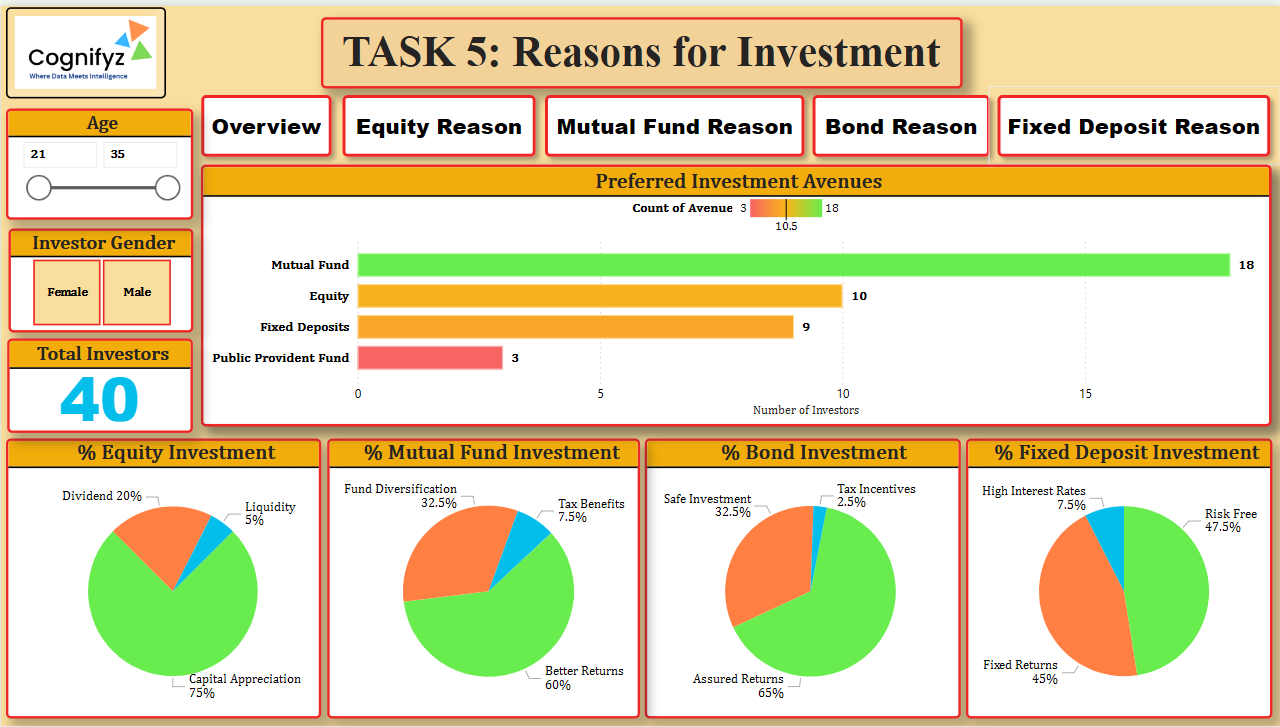 Cognifyz
Where Data Meets Intelligence
TASK 5: Reasons for Investment
Overview
Equity Reason
Mutual Fund Reason
Bond Reason
Fixed Deposit Reason
Age
21
35
Investor Gender
Female
Male
Total Investors
40
Preferred Investment Avenues
Count of Avenue 3 18
10.5
Mutual Fund 18
Equity 10
Fixed Deposits 9
Public Provident Fund 3
0 5 10 15
Number of Investors
% Equity Investment
Dividend 20%
Liquidity
5%
Capital Appreciation
75%
% Mutual Fund Investment
Fund Diversification
32.5%
Tax Benefits
7.5%
Better Returns
60%
% Bond Investment
Safe Investment
32.5%
Tax Incentives
2.5%
Assured Returns
65%
% Fixed Deposit Investment
High Interest Rates
7.5%
Risk Free
47.5%
Fixed Returns
45%